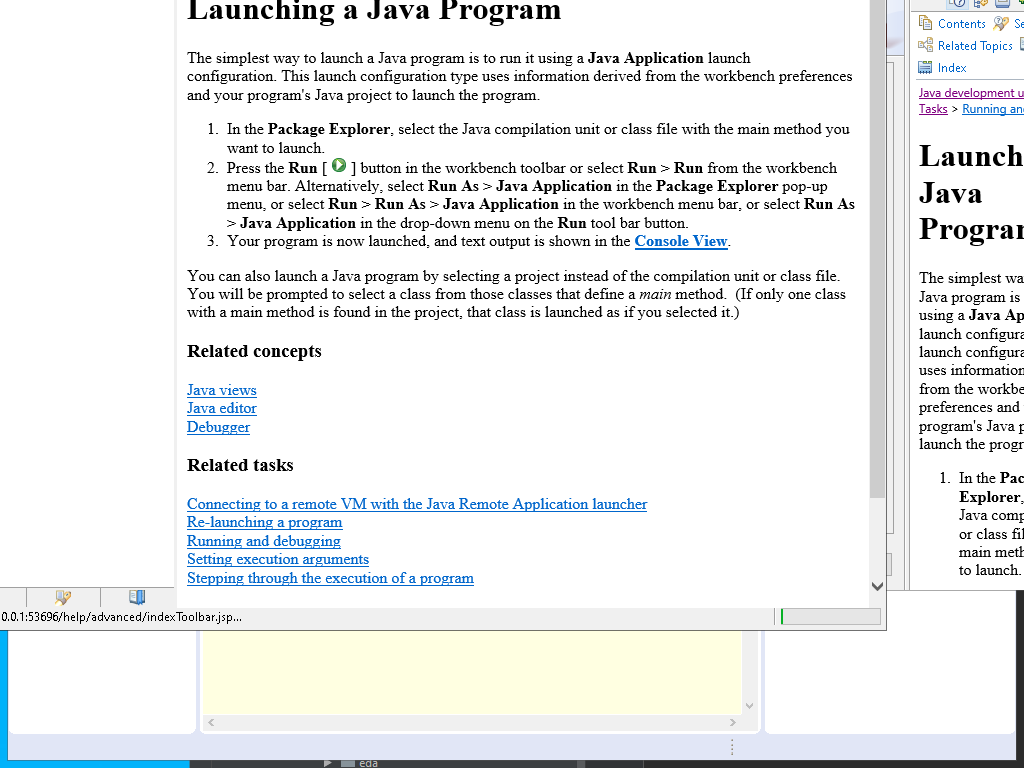 Launching a Java Program
The simplest way to launch a Java program is to run it using a Java Application launch
configuration. This launch configuration type uses information derived from the workbench preferences
and your program's Java project to launch the program.
1. In the Package Explorer, select the Java compilation unit or class file with the main method you
want to launch.
2. Press the Run [ ] button in the workbench toolbar or select Run > Run from the workbench
menu bar. Alternatively, select Run As > Java Application in the Package Explorer pop-up
menu, or select Run > Run As > Java Application in the workbench menu bar, or select Run As
> Java Application in the drop-down menu on the Run tool bar button.
3. Your program is now launched, and text output is shown in the Console View.
You can also launch a Java program by selecting a project instead of the compilation unit or class file.
You will be prompted to select a class from those classes that define a main method.  (If only one class
with a main method is found in the project, that class is launched as if you selected it.)
Related concepts
Java views
Java editor
Debugger
Related tasks
Connecting to a remote VM with the Java Remote Application launcher
Re-launching a program
Running and debugging
Setting execution arguments
Stepping through the execution of a program
0.0.1:53696/help/advanced/indexToolbar.jsp...
Contents Se
Related Topics
Index
Java development u
Tasks > Running an
Launch
Java
Program
The simplest wa
Java program is
using a Java Ap
launch configura
launch configura
uses information
from the workbe
preferences and
program's Java p
launch the progr
1. In the Pac
Explorer,
Java comp
or class fil
main meth
to launch.
eda